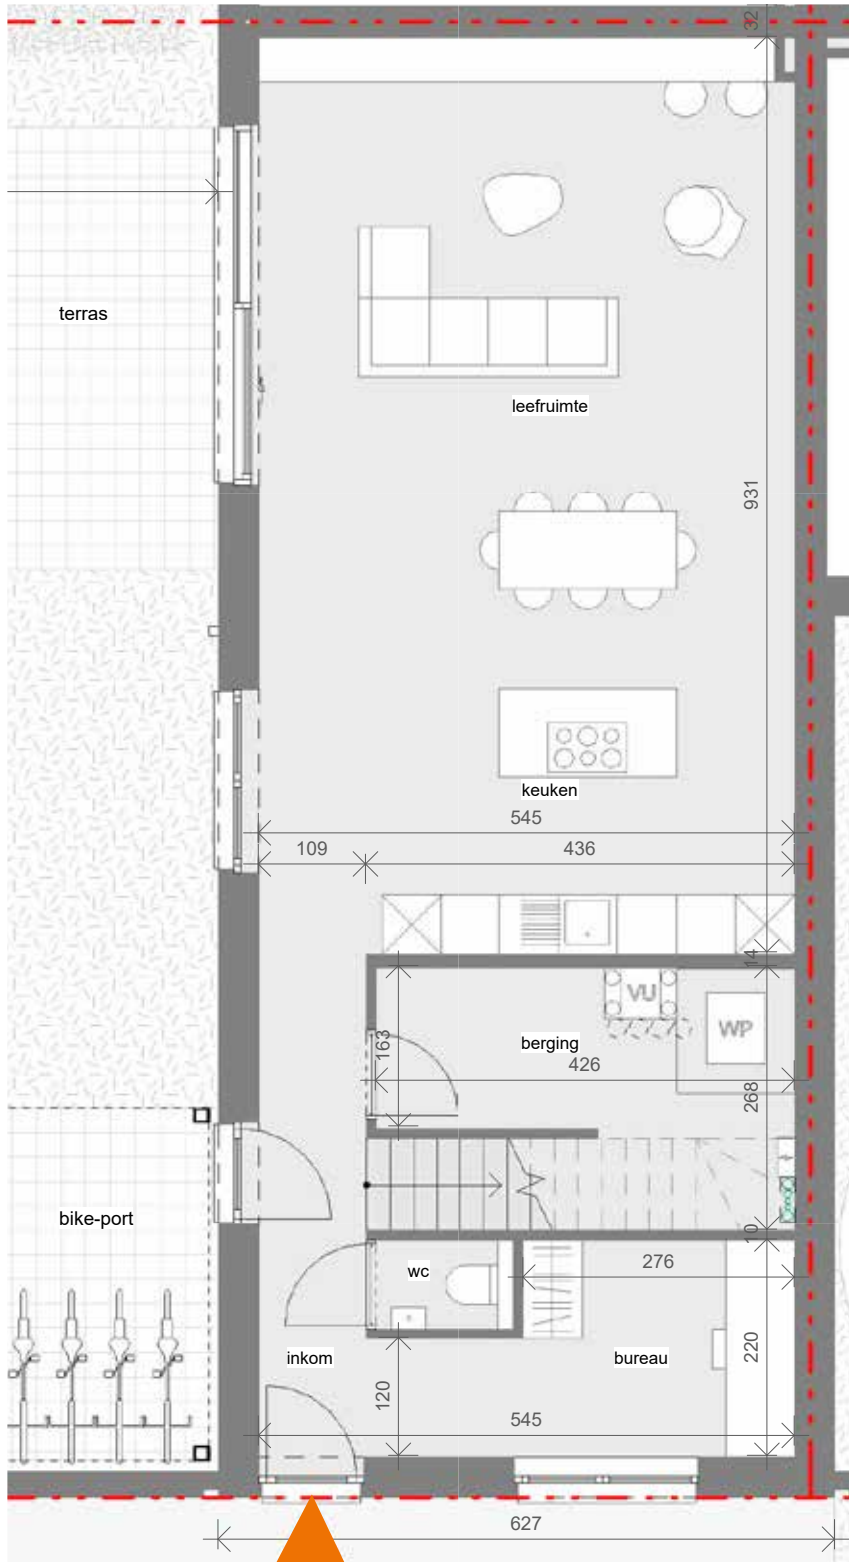 32
terras
leefruimte
931
keuken
545
109
436
14
VU
WP
163
berging
426
268
bike-port
10
wc
276
inkom
bureau
220
120
545
627